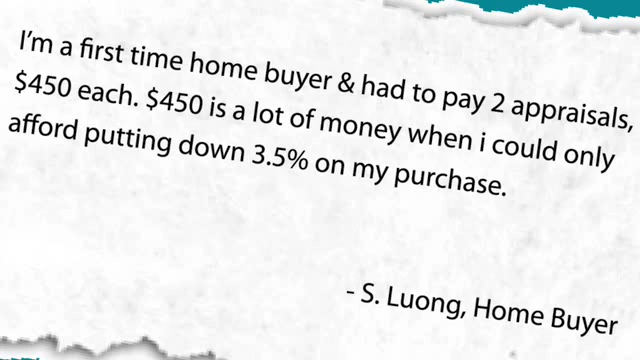 I'm a first time home buyer & had to pay 2 appraisals,
$450 each. $450 is a lot of money when i could only
afford putting down 3.5% on my purchase.
- S. Luong, Home Buyer